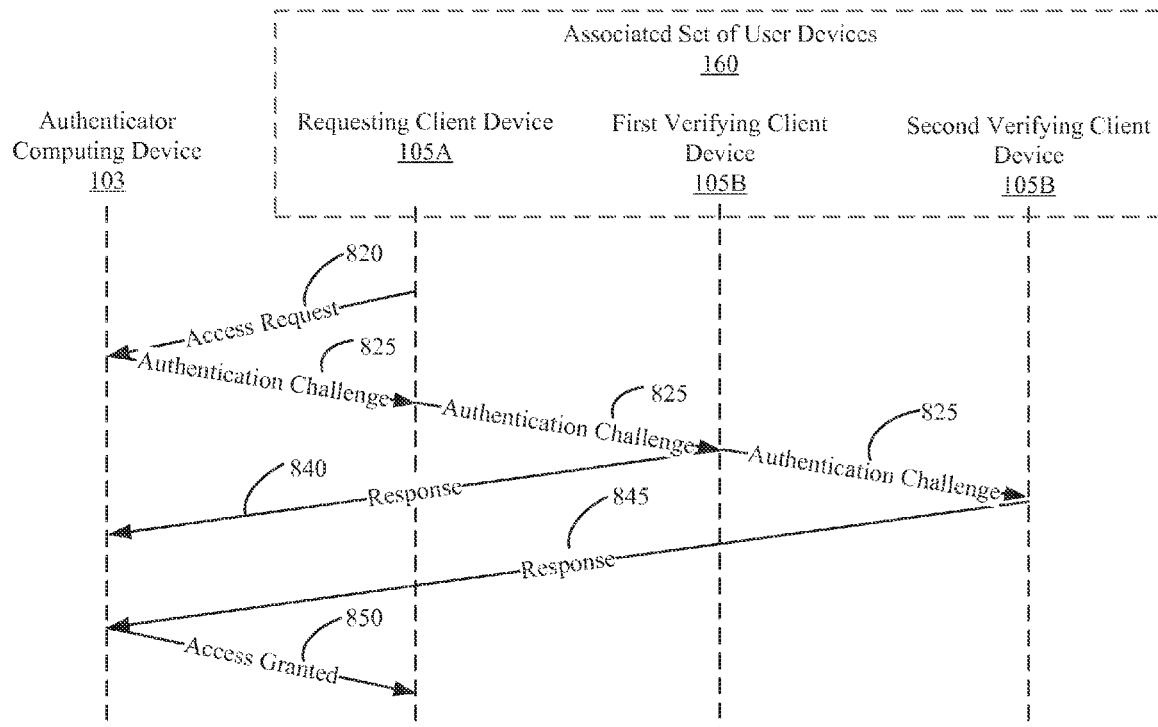 Associated Set of User Devices
160
Authenticator
Computing Device
103
Requesting Client Device
105A
First Verifying Client
Device
105B
Second Verifying Client
Device
105B
820
Access Request
825
Authentication Challenge
825
Authentication Challenge
825
Authentication Challenge
840
Response
845
Response
850
Access Granted